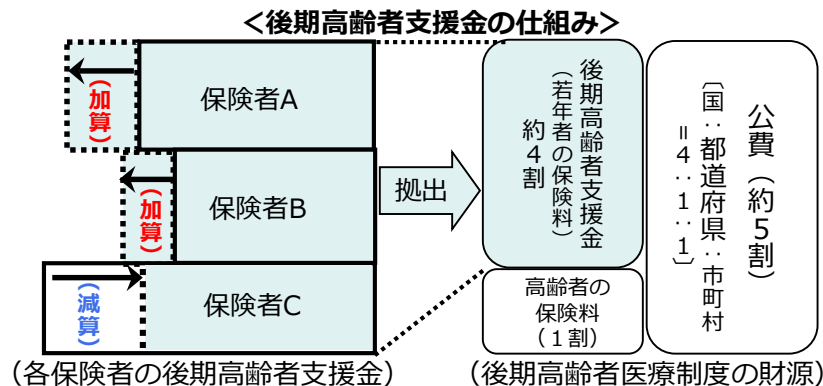 <後期高齢者支援金の仕組み>
保険者A
(加算)
保険者B
(加算)
保険者C
(減算)
拠出
後期高齢者支援金
(若年者の保険料)
約4割
高齢者の
保険料
(1割)
公費(約5割)
〔国:都道府県:市町村
=4:1:1〕
(各保険者の後期高齢者支援金)
(後期高齢者医療制度の財源)